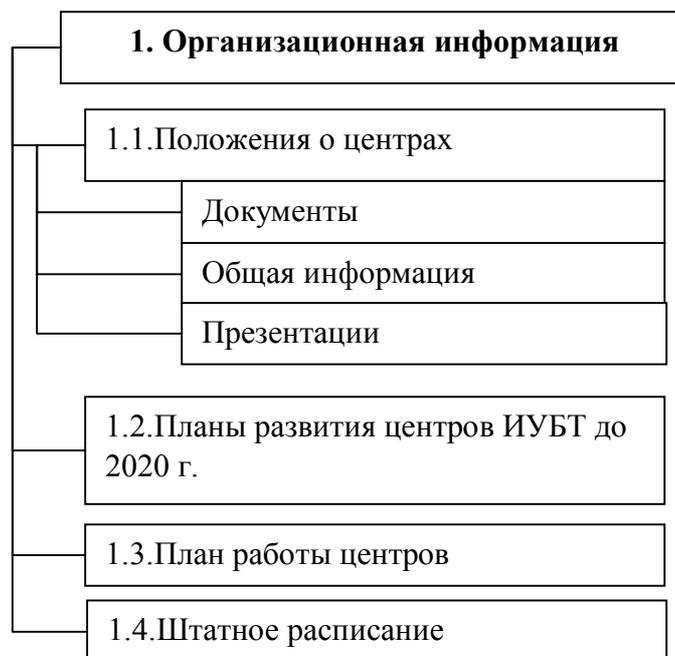 1. Организационная информация
1.1.Положения о центрах
Документы
Общая информация
Презентации
1.2.Планы развития центров ИУБТ до
2020 г.
1.3.План работы центров
1.4.Штатное расписание